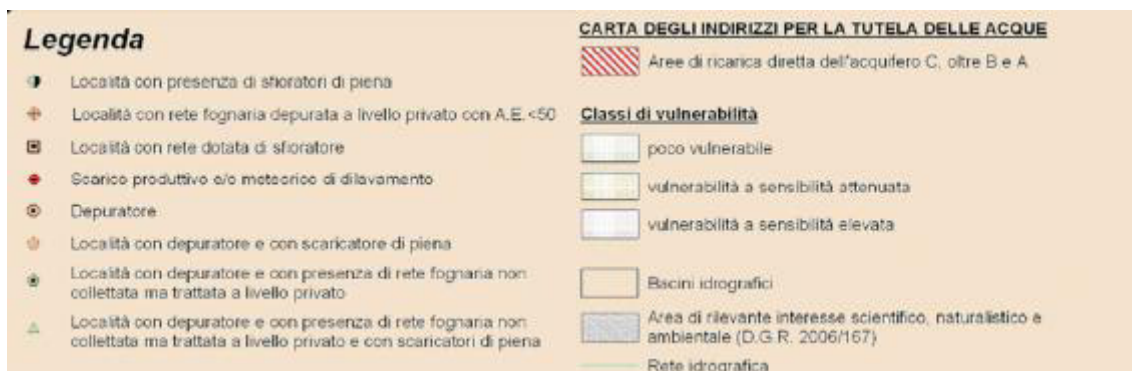 Legenda
Località con presenza di sfioratori di piena
Località con rete fognaria depurata a livello privato con A.E.<50
Località con rete dotata di sfioratore
Scarico produttivo e/o meteorico di dilavamento
Depuratore
Località con depuratore e con scaricatore di piena
Località con depuratore e con presenza di rete fognaria non
collettata ma trattata a livello privato
Località con depuratore e con presenza di rete fognaria non
collettata ma trattata a livello privato e con scaricatori di piena
CARTA DEGLI INDIRIZZI PER LA TUTELA DELLE ACQUE
Aree di ricarica diretta dell'acquifero C, oltre B e A
Classi di vulnerabilità
poco vulnerabile
vulnerabilità a sensibilità attenuata
vulnerabilità a sensibilità elevata
Bacini idrografici
Area di rilevante interesse scientifico, naturalistico e
ambientale (D.G.R. 2006/167)
Rete idrografica